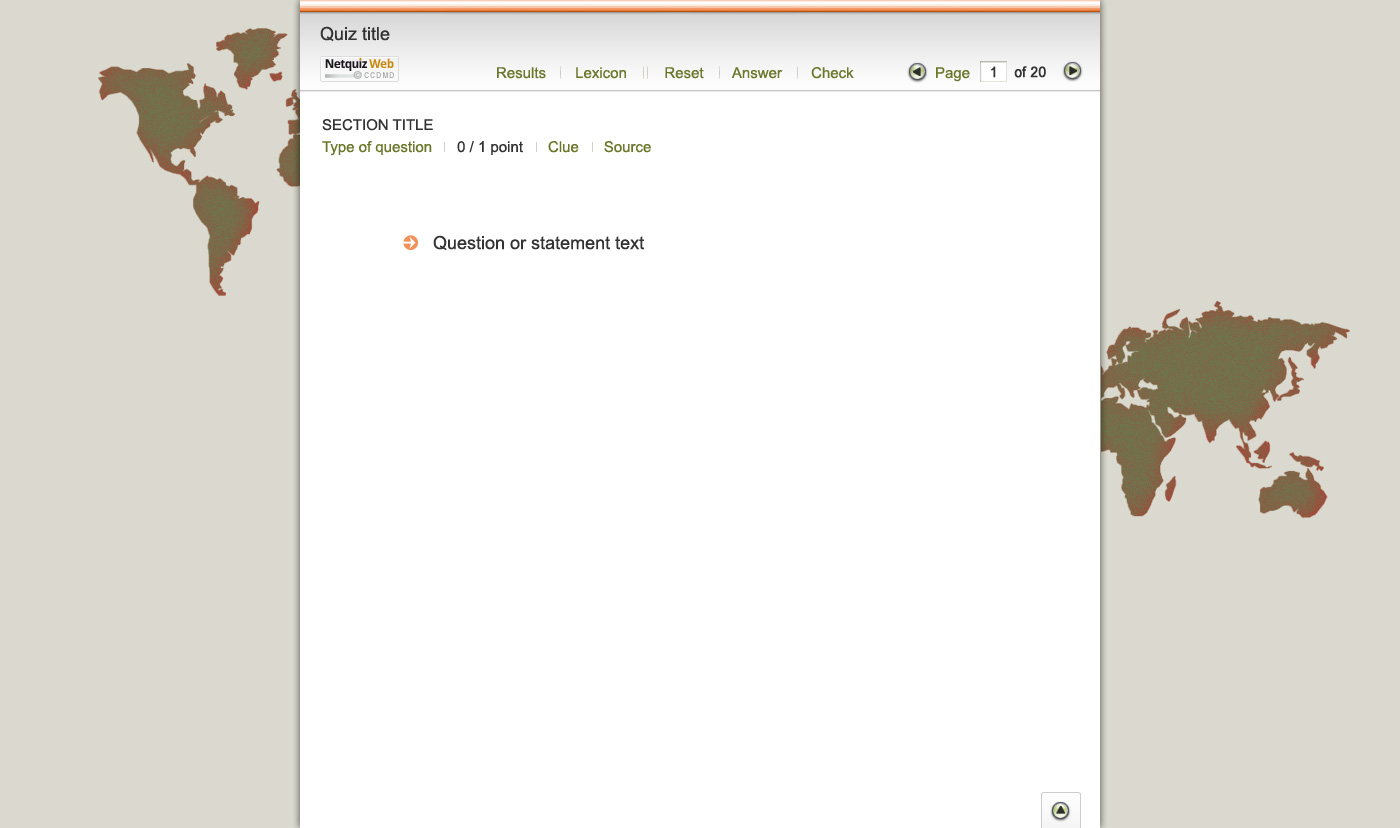 Quiz title
Netquiz Web
© CCDMD
Results Lexicon Reset Answer Check Page 1 of 20
SECTION TITLE
Type of question 0 / 1 point Clue Source
Question or statement text